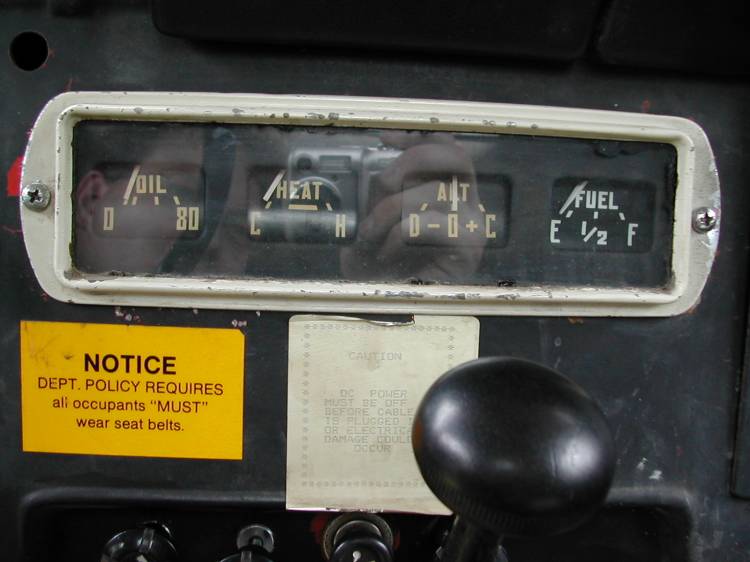 OIL
0 80
HEAT
C H
ALT
D - 0 + C
FUEL
E 1/2 F
NOTICE
DEPT. POLICY REQUIRES
all occupants "MUST"
wear seat belts.
CAUTION
DC POWER
MUST BE OFF
BEFORE CABLE
IS PLUGGED
OR ELECTRICA
DAMAGE COULD
OCCUR